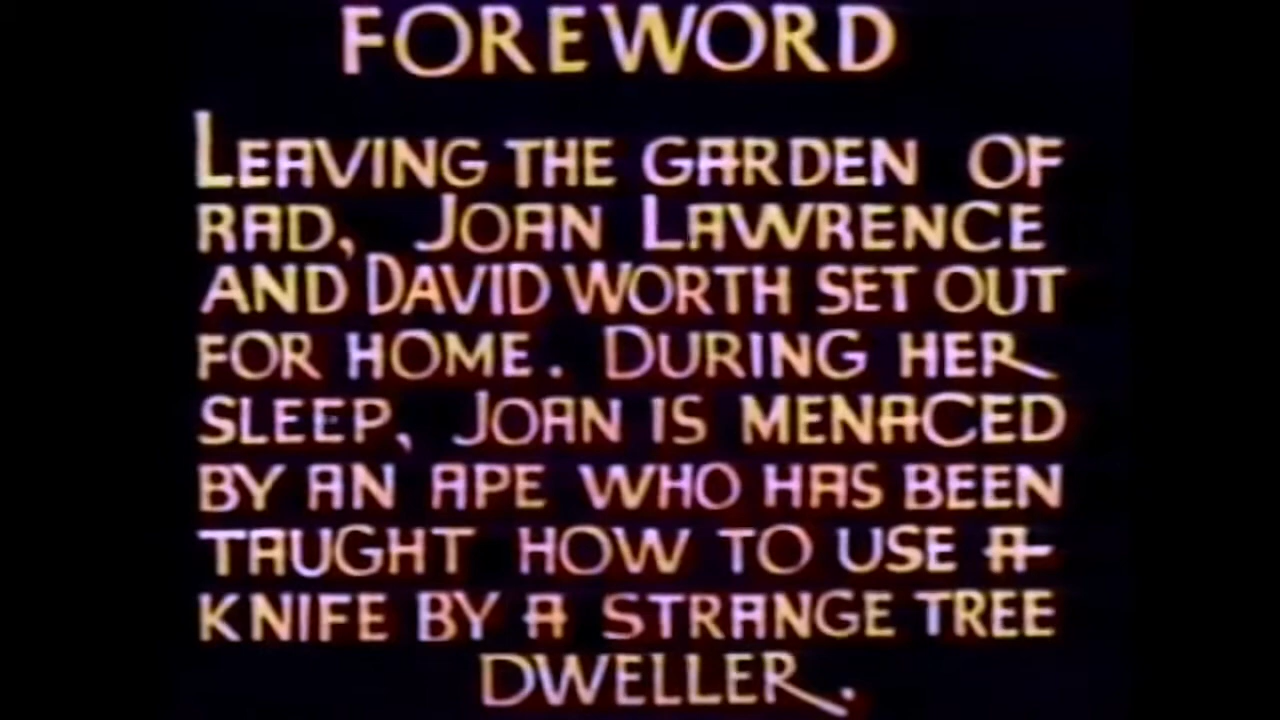 FOREWORD
LEAVING THE GARDEN OF
RAD, JOAN LAWRENCE
AND DAVID WORTH SET OUT
FOR HOME. DURING HER
SLEEP, JOAN IS MENACED
BY AN APE WHO HAS BEEN
TAUGHT HOW TO USE A
KNIFE BY A STRANGE TREE
DWELLER.